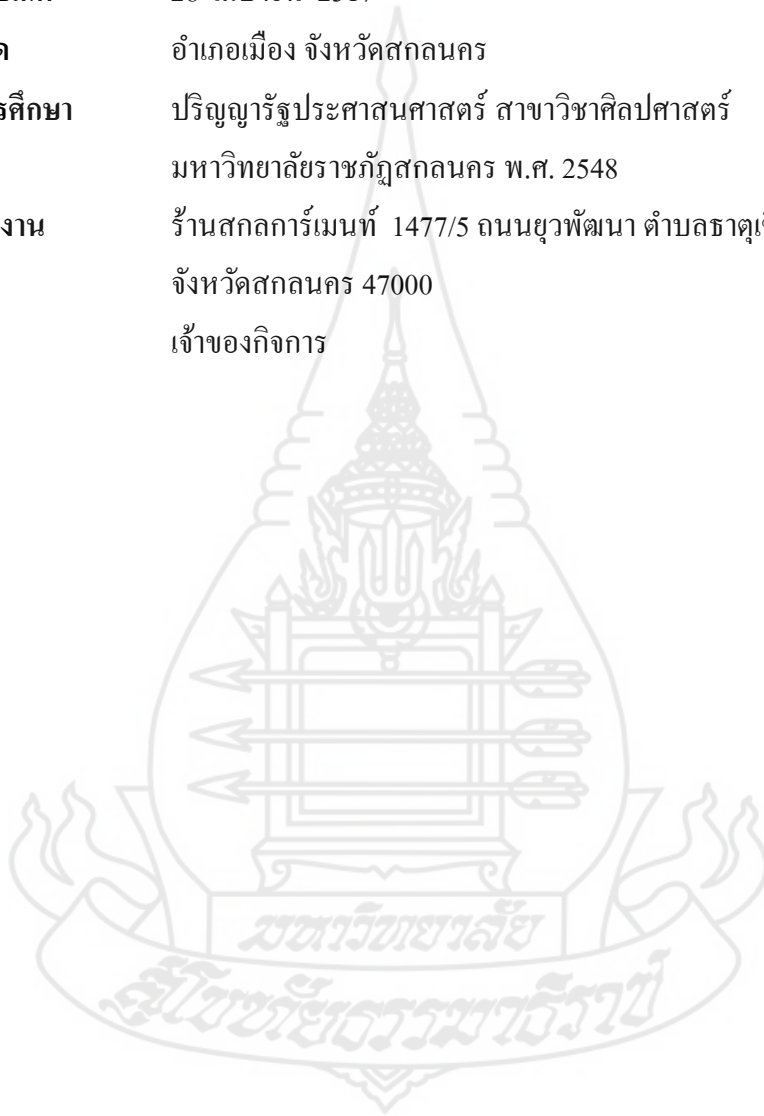 อำเภอเมือง จังหวัดสกลนคร
รศึกษา ปริญญารัฐประศาสนศาสตร์ สาขาวิชาศิลปศาสตร์
มหาวิทยาลัยราชภัฏสกลนคร พ.ศ. 2548
งาน ร้านสกลการ์เมนท์ 1477/5 ถนนยุวพัฒนา ตำบลธาตุเชิ
จังหวัดสกลนคร 47000
เจ้าของกิจการ
มหาวิทยาลัย
สุโขทัยธรรมาธิราช